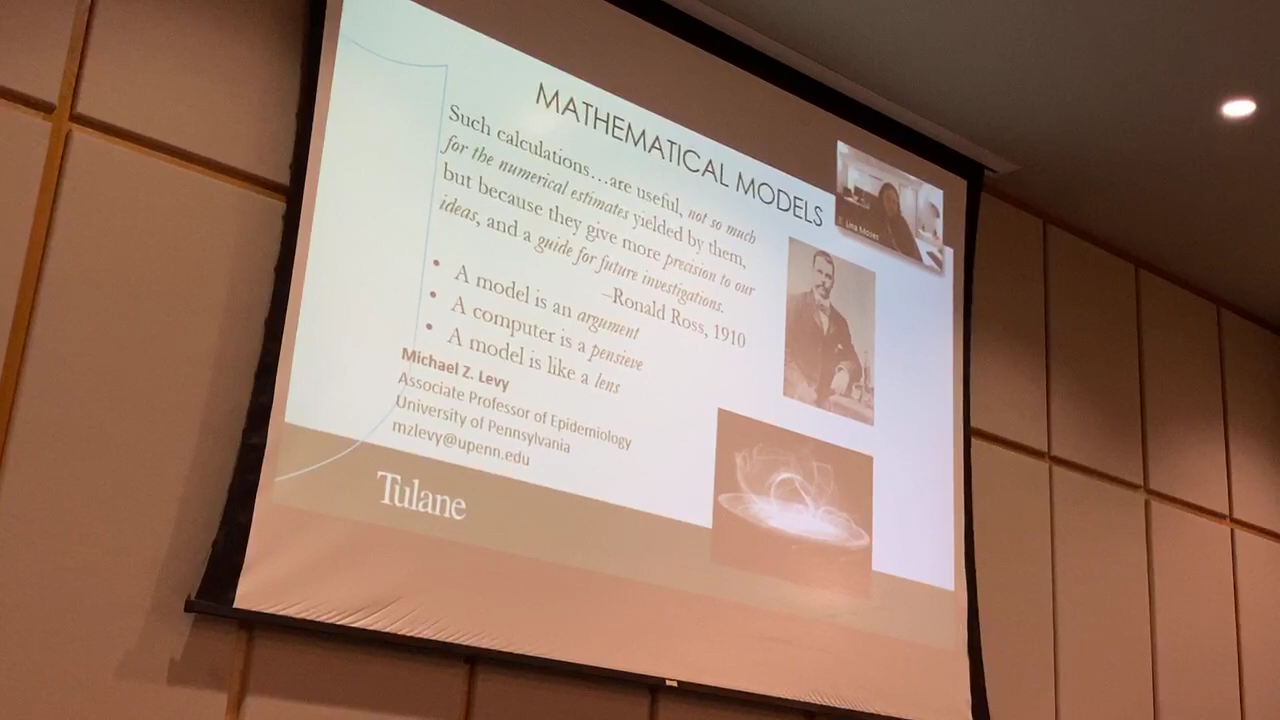 MATHEMATICAL MODELS
Such calculations…are useful, not so much
for the numerical estimates yielded by them,
but because they give more precision to our
ideas, and a guide for future investigations.
–Ronald Ross, 1910
• A model is an argument
• A computer is a pensieve
• A model is like a lens
Michael Z. Levy
Associate Professor of Epidemiology
University of Pennsylvania
mzlevy@upenn.edu
Tulane
Lina Moses